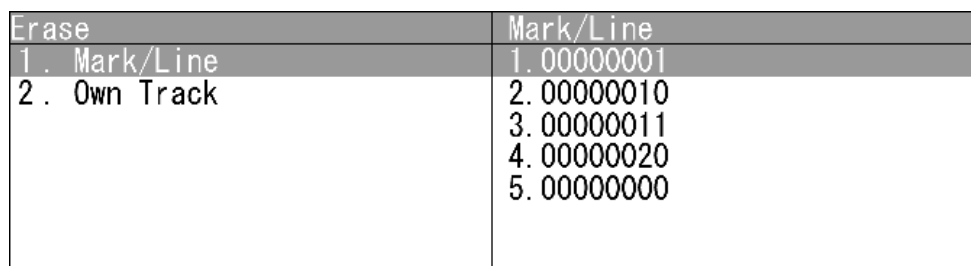 Erase
1. Mark/Line
2. Own Track
Mark/Line
1.00000001
2.00000010
3.00000011
4.00000020
5.00000000